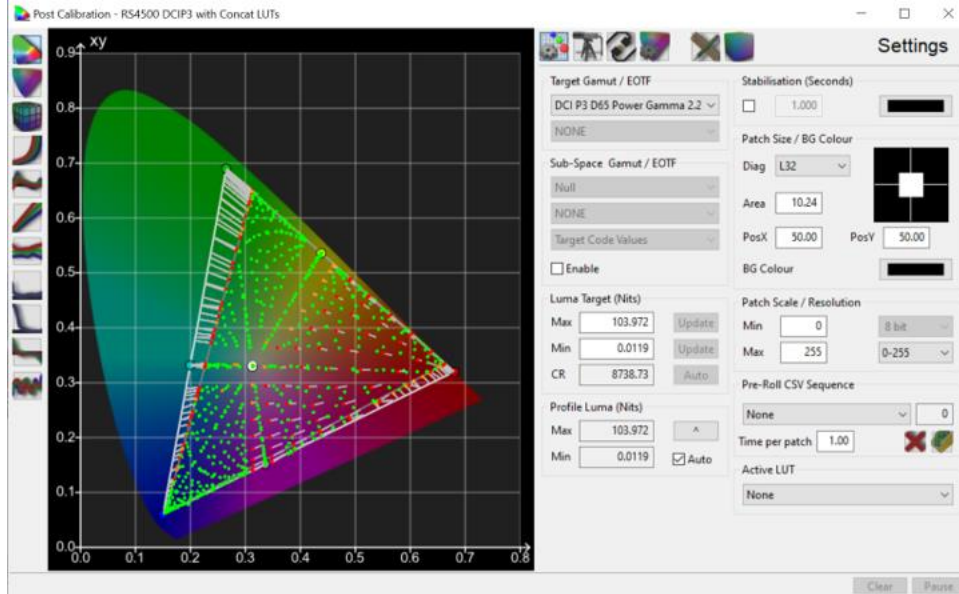 Post Calibration - RS4500 DCIP3 with Concat LUTs
xy
0.9
0.8
0.7
0.6
0.5
0.4
0.3
0.2
0.1
0.0
0.0 0.1 0.2 0.3 0.4 0.5 0.6 0.7 0.8
Settings
Target Gamut / EOTF
DCI P3 D65 Power Gamma 2.2
NONE
Sub-Space Gamut / EOTF
Null
NONE
Target Code Values
Enable
Luma Target (Nits)
Max 103.972 Update
Min 0.0119 Update
CR 8738.73 Auto
Profile Luma (Nits)
Max 103.972 ^
Min 0.0119 Auto
Stabilisation (Seconds)
1.000
Patch Size / BG Colour
Diag L32
Area 10.24
PosX 50.00 PosY 50.00
BG Colour
Patch Scale / Resolution
Min 0 8 bit
Max 255 0-255
Pre-Roll CSV Sequence
None 0
Time per patch 1.00
Active LUT
None
Clear Pause